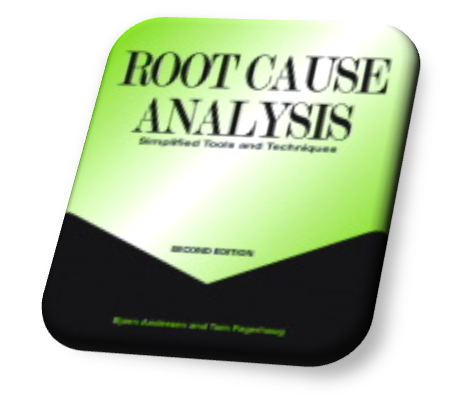 ROOT CAUSE
ANALYSIS
Simplified Tools and Techniques
SECOND EDITION
Bjørn Andersen and Tom Fagerhaug